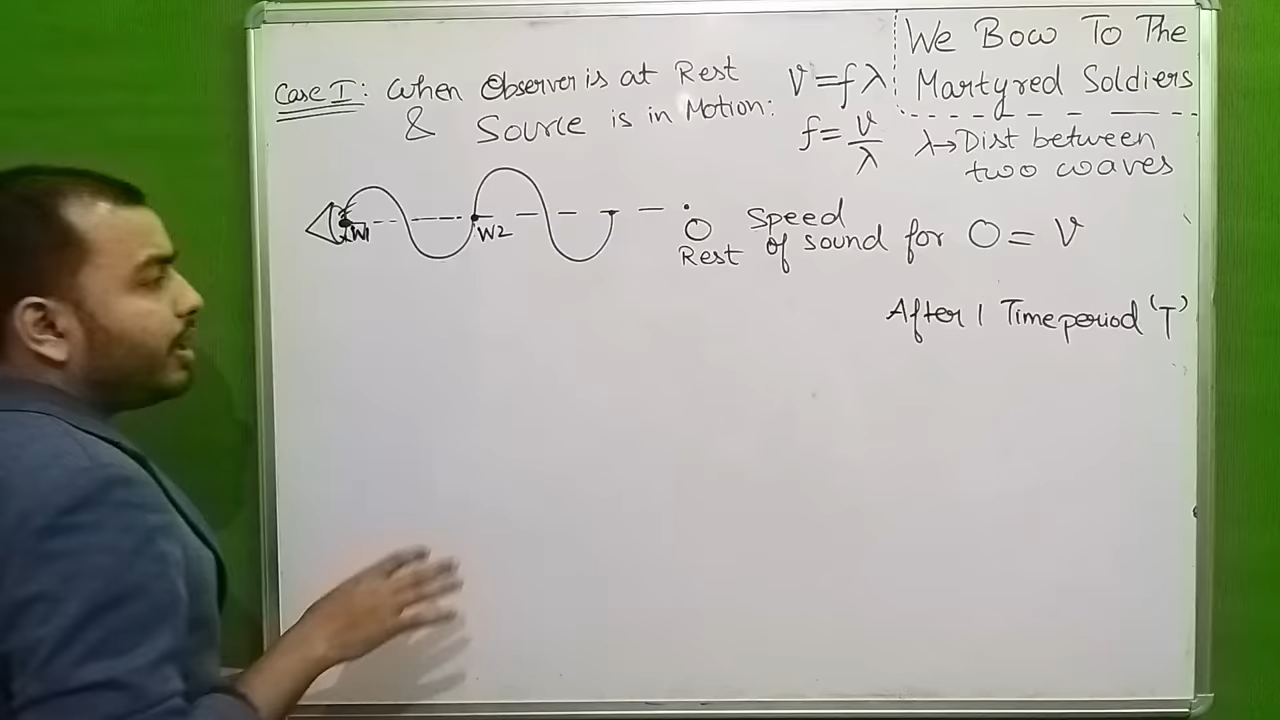 We Bow To The
Martyred Soldiers
Case I: When Observer is at Rest
& Source is in Motion:
v=fλ
f=v/λ
λ→Dist between
two waves
W1
W2
O
Rest
Speed
of sound for O = v
After 1 Timeperiod 'T'